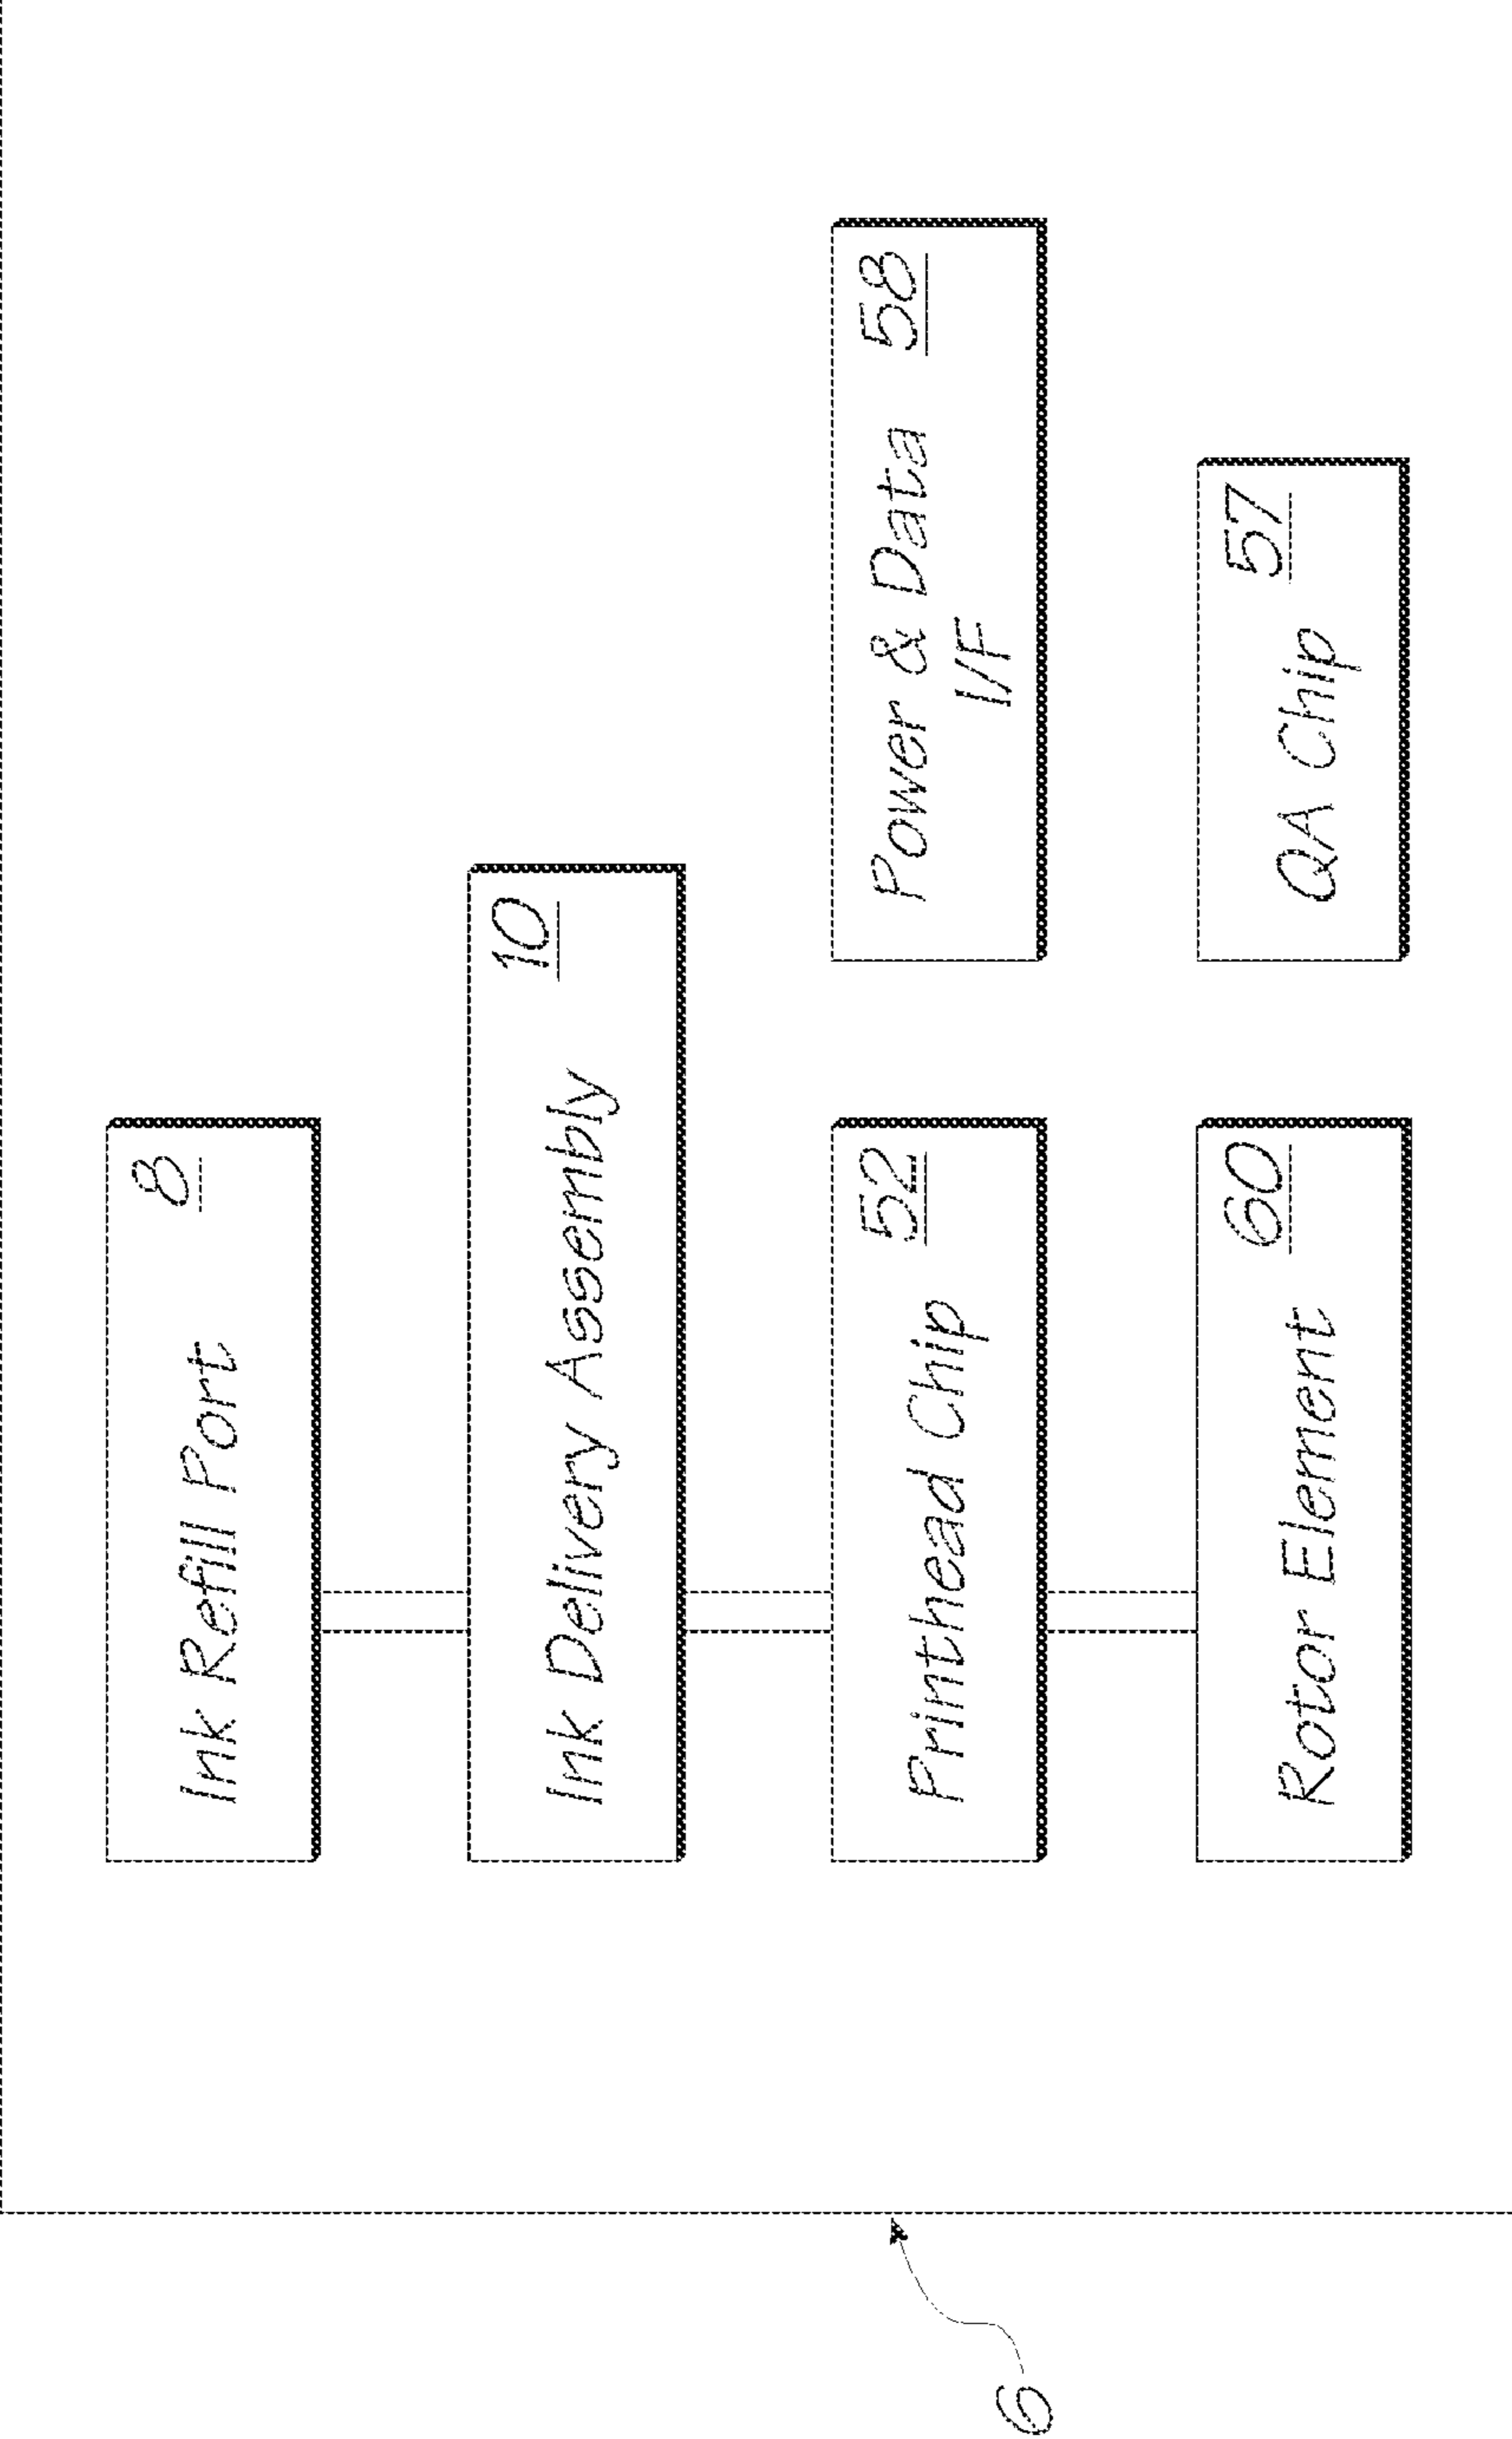 8
Ink Refill Port
10
Ink Delivery Assembly
52
Printhead Chip
58
Power & Data
I/F
60
Rotor Element
57
QA Chip
6